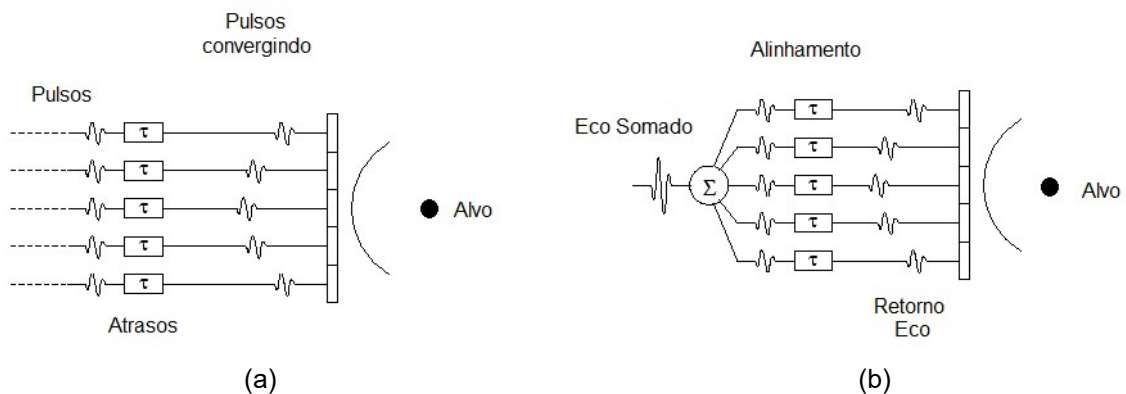 Pulsos
convergindo
Pulsos
τ
τ
τ
τ
τ
Alvo
Atrasos
(a)
Alinhamento
Eco Somado
Σ
τ
τ
τ
τ
τ
Alvo
Retorno
Eco
(b)